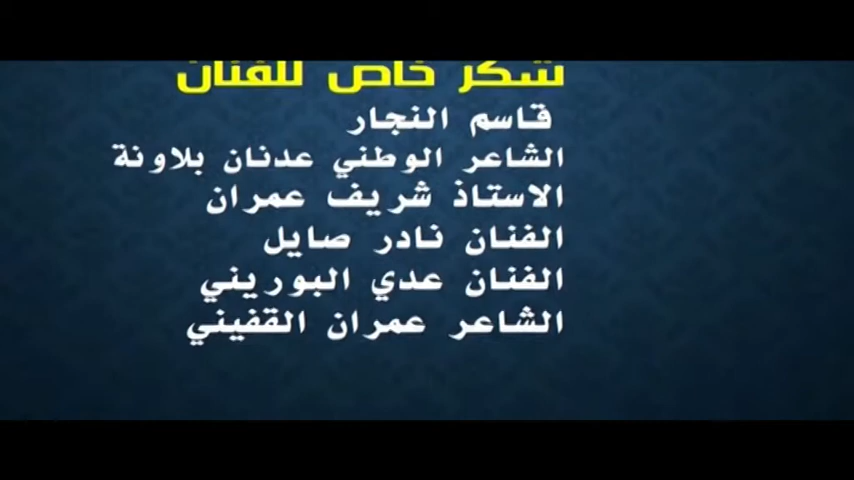 شكر خاص للفنان
قاسم النجار
الشاعر الوطني عدنان بلاونة
الاستاذ شريف عمران
الفنان نادر صايل
الفنان عدي البوريني
الشاعر عمران القفيني